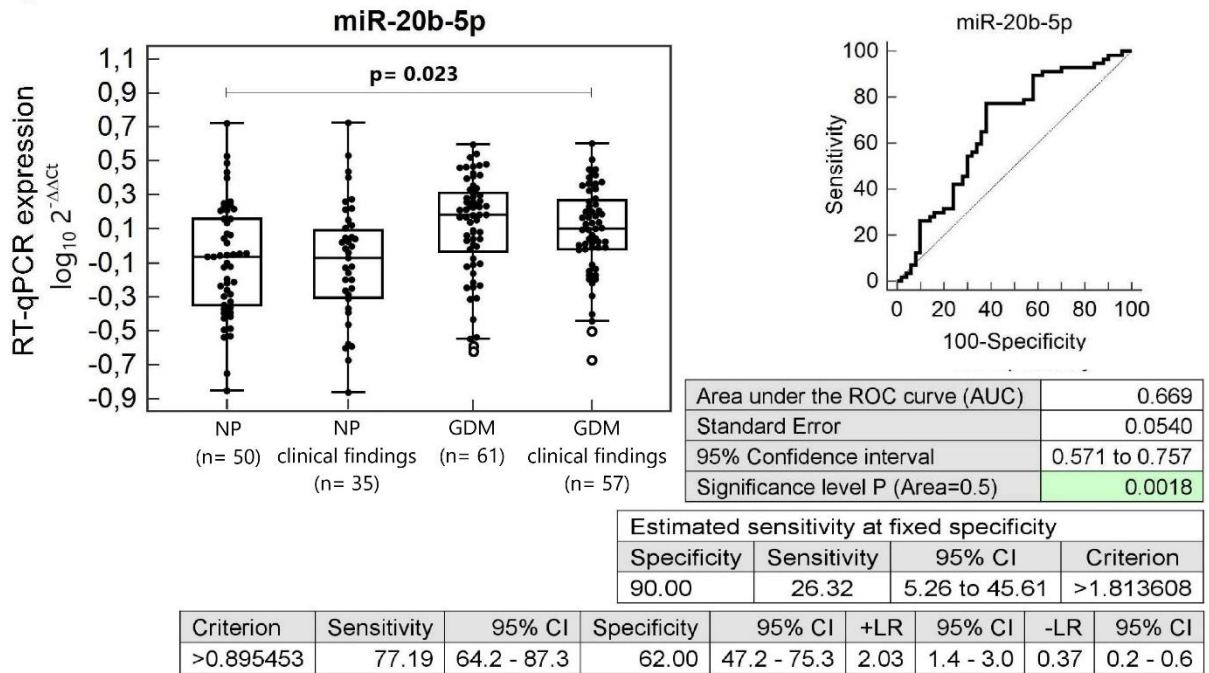 miR-20b-5p
RT-qPCR expression
log10 2^-ΔΔCt
1,1
0,9
0,7
0,5
0,3
0,1
-0,1
-0,3
-0,5
-0,7
-0,9
p= 0.023
NP
(n= 50)
NP
clinical findings
(n= 35)
GDM
(n= 61)
GDM
clinical findings
(n= 57)
miR-20b-5p
Sensitivity
100
80
60
40
20
0
0 20 40 60 80 100
100-Specificity
Area under the ROC curve (AUC) 0.669
Standard Error 0.0540
95% Confidence interval 0.571 to 0.757
Significance level P (Area=0.5) 0.0018
Estimated sensitivity at fixed specificity
Specificity Sensitivity 95% CI Criterion
90.00 26.32 5.26 to 45.61 >1.813608
Criterion Sensitivity 95% CI Specificity 95% CI +LR 95% CI -LR 95% CI
>0.895453 77.19 64.2 - 87.3 62.00 47.2 - 75.3 2.03 1.4 - 3.0 0.37 0.2 - 0.6